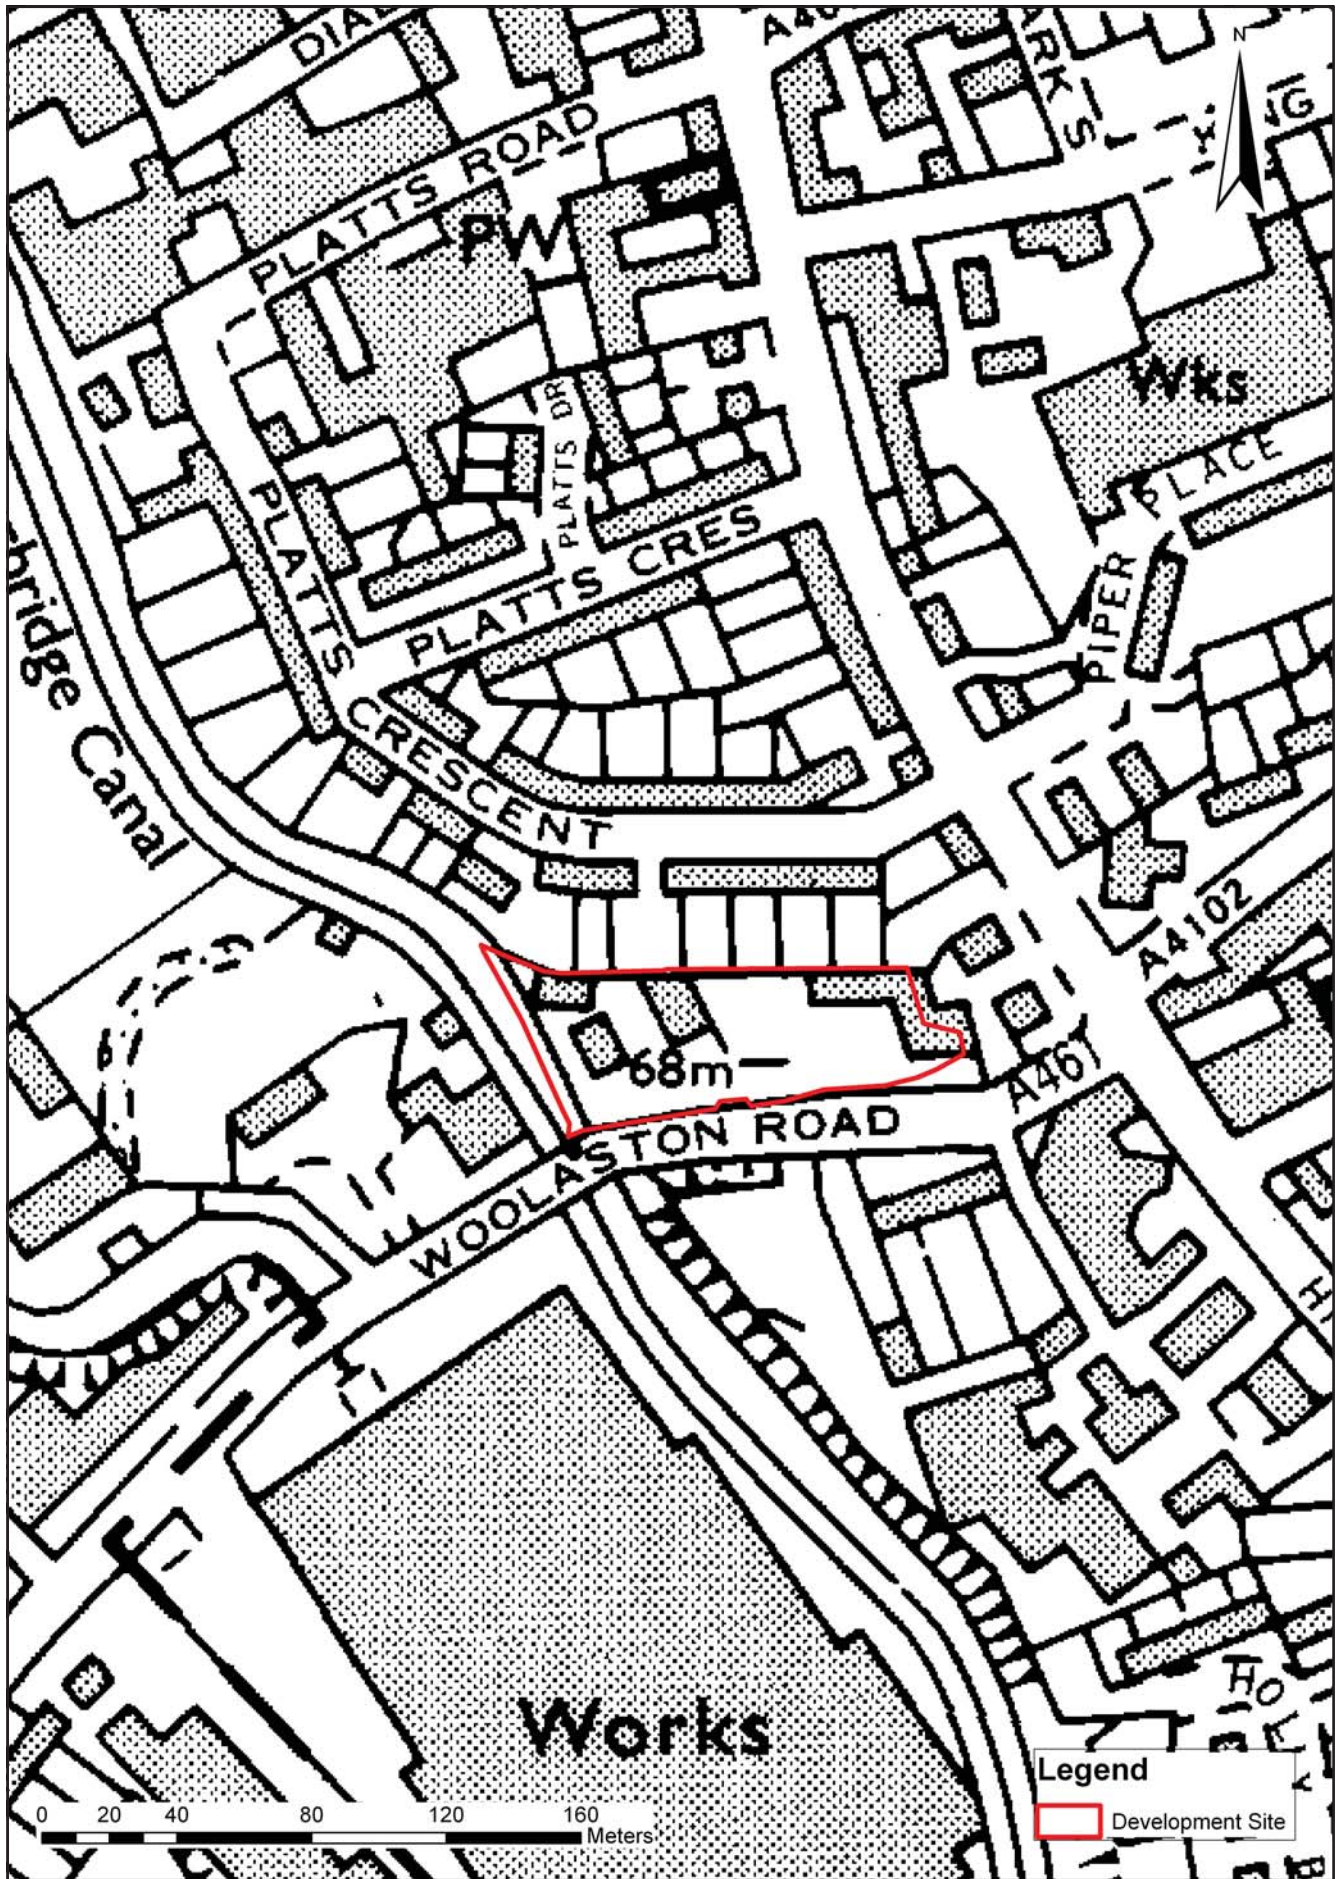 N
PLATTS ROAD
PW
Wks
PLATTS DR
PLACE
PLATTS
PLATTS CRES
PIPER
bridge Canal
CRESCENT
A4102
68m
A461
WOOLASTON ROAD
Works
Legend
Development Site
0 20 40 80 120 160
Meters